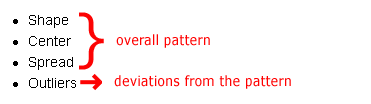 • Shape
• Center
• Spread
overall pattern
• Outliers
deviations from the pattern